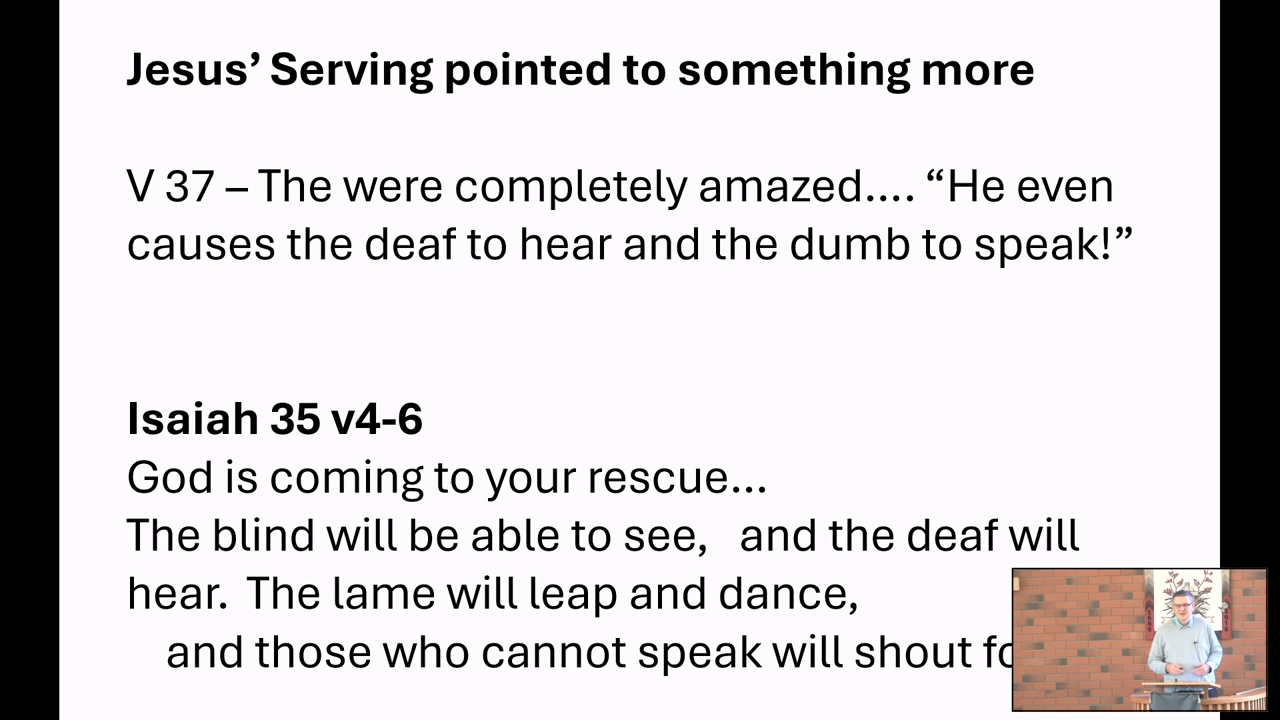 Jesus’ Serving pointed to something more
V 37 – The were completely amazed.... “He even
causes the deaf to hear and the dumb to speak!”
Isaiah 35 v4-6
God is coming to your rescue...
The blind will be able to see, and the deaf will
hear. The lame will leap and dance,
and those who cannot speak will shout